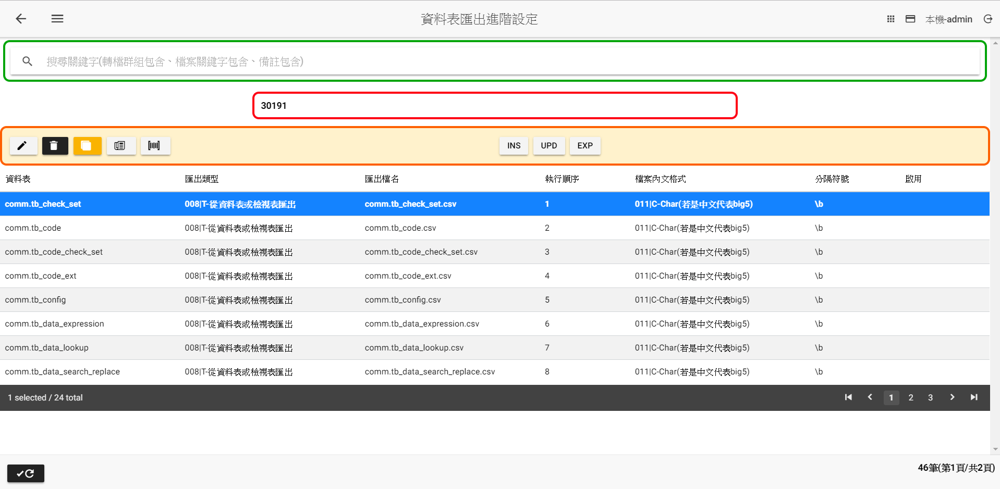 資料表匯出進階設定
本機-admin
搜尋關鍵字(轉檔群組包含、檔案關鍵字包含、備註包含)
30191
INS UPD EXP
資料表 匯出類型 匯出檔名 執行順序 檔案內文格式 分隔符號 啟用
comm.tb_check_set 008|T-從資料表或檢視表匯出 comm.tb_check_set.csv 1 011|C-Char(若是中文代表big5) \b
comm.tb_code 008|T-從資料表或檢視表匯出 comm.tb_code.csv 2 011|C-Char(若是中文代表big5) \b
comm.tb_code_check_set 008|T-從資料表或檢視表匯出 comm.tb_code_check_set.csv 3 011|C-Char(若是中文代表big5) \b
comm.tb_code_ext 008|T-從資料表或檢視表匯出 comm.tb_code_ext.csv 4 011|C-Char(若是中文代表big5) \b
comm.tb_config 008|T-從資料表或檢視表匯出 comm.tb_config.csv 5 011|C-Char(若是中文代表big5) \b
comm.tb_data_expression 008|T-從資料表或檢視表匯出 comm.tb_data_expression.csv 6 011|C-Char(若是中文代表big5) \b
comm.tb_data_lookup 008|T-從資料表或檢視表匯出 comm.tb_data_lookup.csv 7 011|C-Char(若是中文代表big5) \b
comm.tb_data_search_replace 008|T-從資料表或檢視表匯出 comm.tb_data_search_replace.csv 8 011|C-Char(若是中文代表big5) \b
1 selected / 24 total 1 2 3
46筆(第1頁/共2頁)